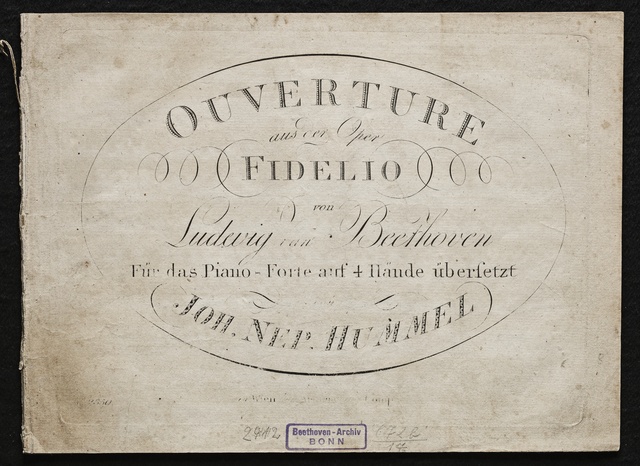 OUVERTURE
aus der Oper
FIDELIO
von
Ludwig van Beethoven
Für das Piano-Forte auf 4 Hände übersetzt
JOH. NEP. HUMMEL
Wien
Beethoven-Archiv
BONN